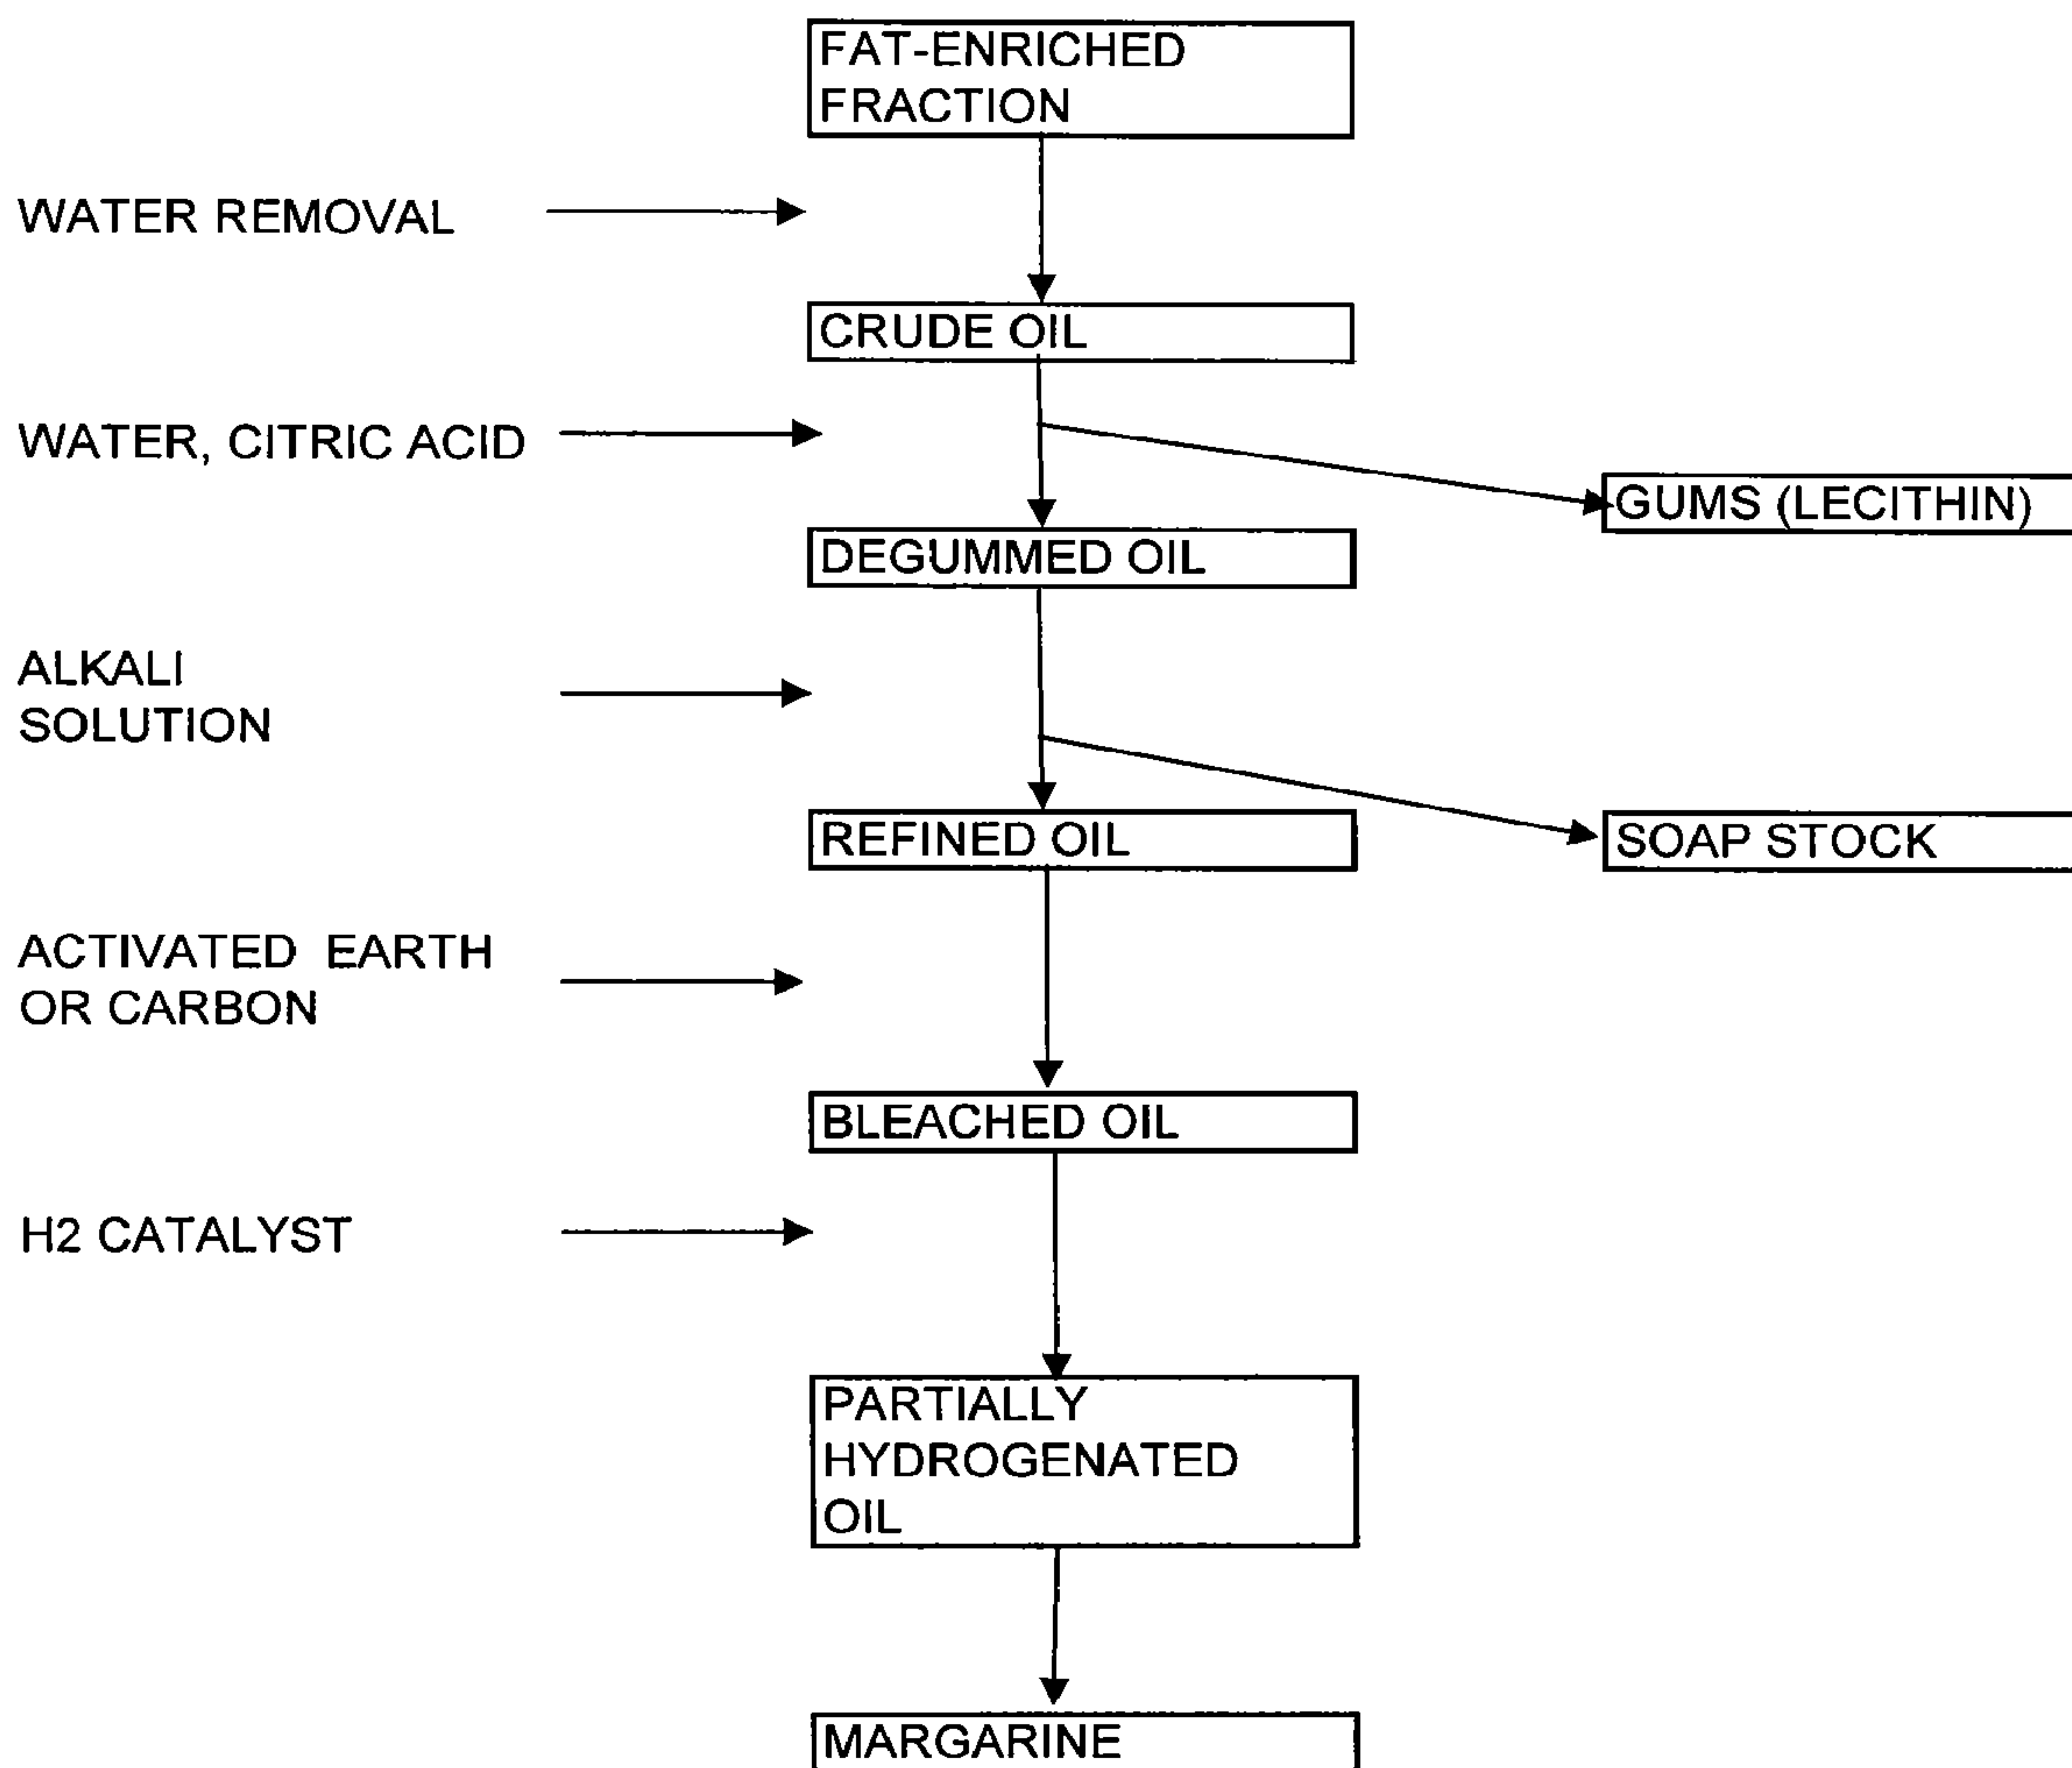 FAT-ENRICHED
FRACTION
WATER REMOVAL
CRUDE OIL
WATER, CITRIC ACID
GUMS (LECITHIN)
DEGUMMED OIL
ALKALI
SOLUTION
REFINED OIL
SOAP STOCK
ACTIVATED EARTH
OR CARBON
BLEACHED OIL
H2 CATALYST
PARTIALLY
HYDROGENATED
OIL
MARGARINE